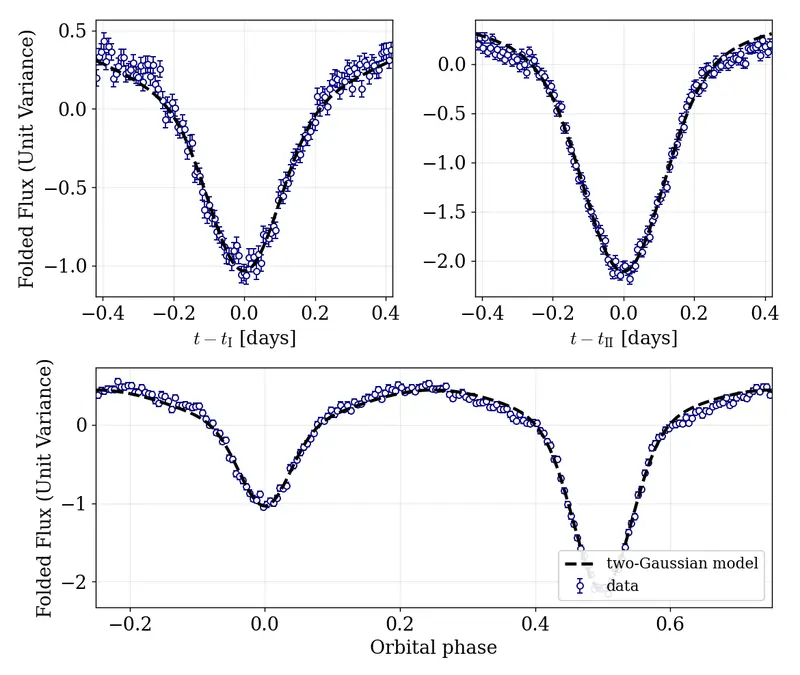 Folded Flux (Unit Variance)
0.5
0.0
−0.5
−1.0
−0.4 −0.2 0.0 0.2 0.4
t − tI [days]
0.0
−0.5
−1.0
−1.5
−2.0
−0.4 −0.2 0.0 0.2 0.4
t − tII [days]
Folded Flux (Unit Variance)
0
−1
−2
−0.2 0.0 0.2 0.4 0.6
Orbital phase
two-Gaussian model
data